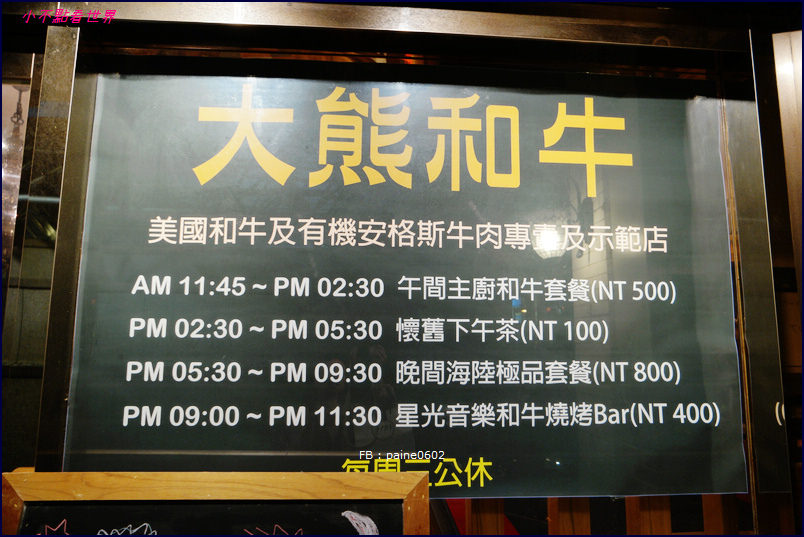 小不點看世界
大熊和牛
美國和牛及有機安格斯牛肉專賣及示範店
AM 11:45 ~ PM 02:30 午間主廚和牛套餐(NT 500)
PM 02:30 ~ PM 05:30 懷舊下午茶(NT 100)
PM 05:30 ~ PM 09:30 晚間海陸極品套餐(NT 800)
PM 09:00 ~ PM 11:30 星光音樂和牛燒烤Bar(NT 400)
FB : paine0602
公休